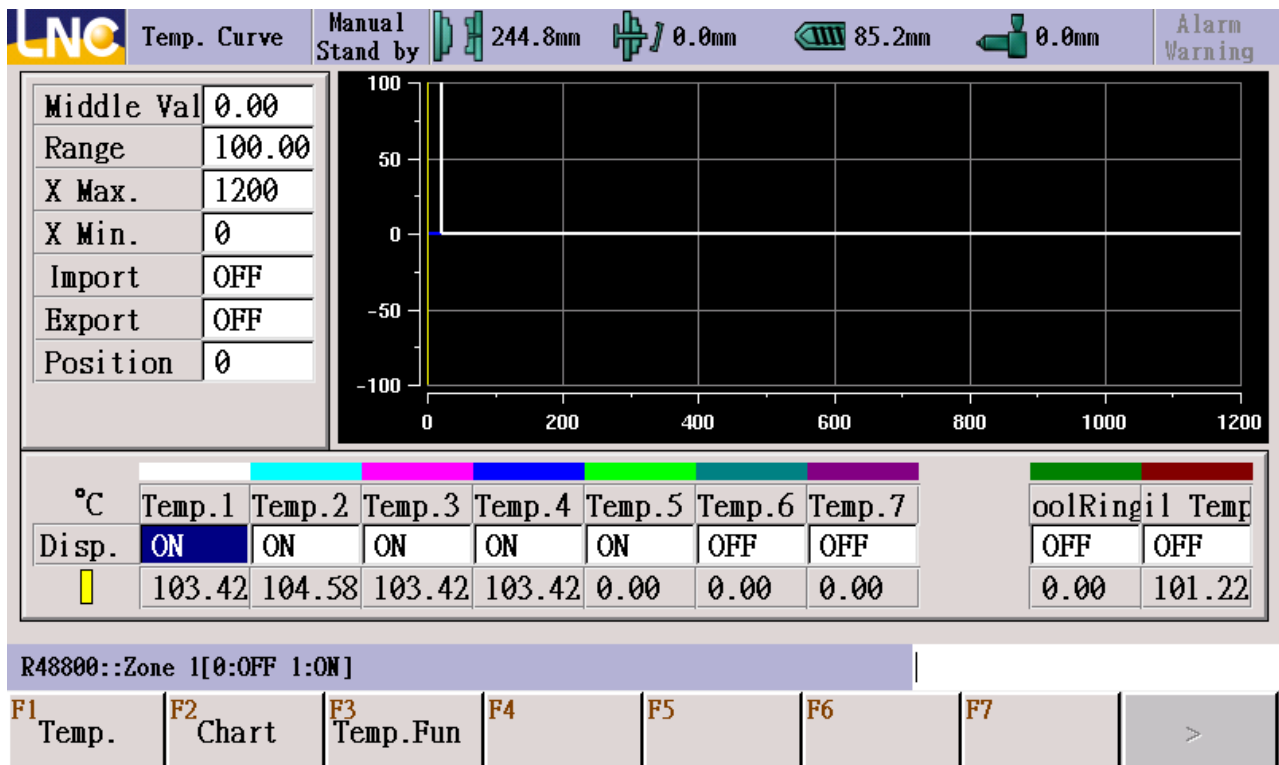 LNC Temp. Curve Manual Stand by 244.8mm 0.0mm 85.2mm 0.0mm Alarm Warning
Middle Val 0.00
Range 100.00
X Max. 1200
X Min. 0
Import OFF
Export OFF
Position 0
100
50
0
-50
-100
0 200 400 600 800 1000 1200
°C Temp.1 Temp.2 Temp.3 Temp.4 Temp.5 Temp.6 Temp.7 oolRing il Temp
Disp. ON ON ON ON ON OFF OFF OFF OFF
103.42 104.58 103.42 103.42 0.00 0.00 0.00 0.00 101.22
R48800::Zone 1[0:OFF 1:ON]
F1 Temp. F2 Chart F3 Temp.Fun F4 F5 F6 F7 >